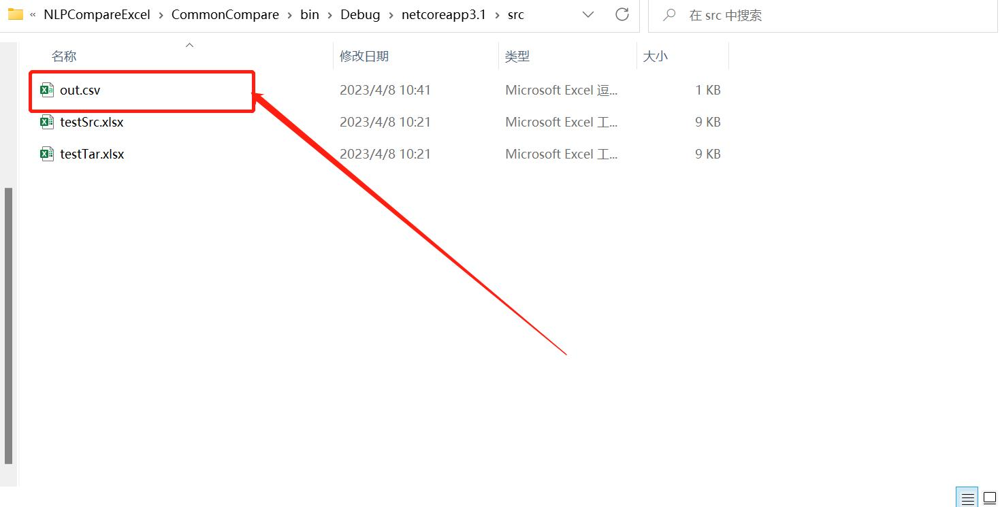 « NLPCompareExcel › CommonCompare › bin › Debug › netcoreapp3.1 › src 在 src 中搜索
名称 修改日期 类型 大小
out.csv 2023/4/8 10:41 Microsoft Excel 逗... 1 KB
testSrc.xlsx 2023/4/8 10:21 Microsoft Excel 工... 9 KB
testTar.xlsx 2023/4/8 10:21 Microsoft Excel 工... 9 KB